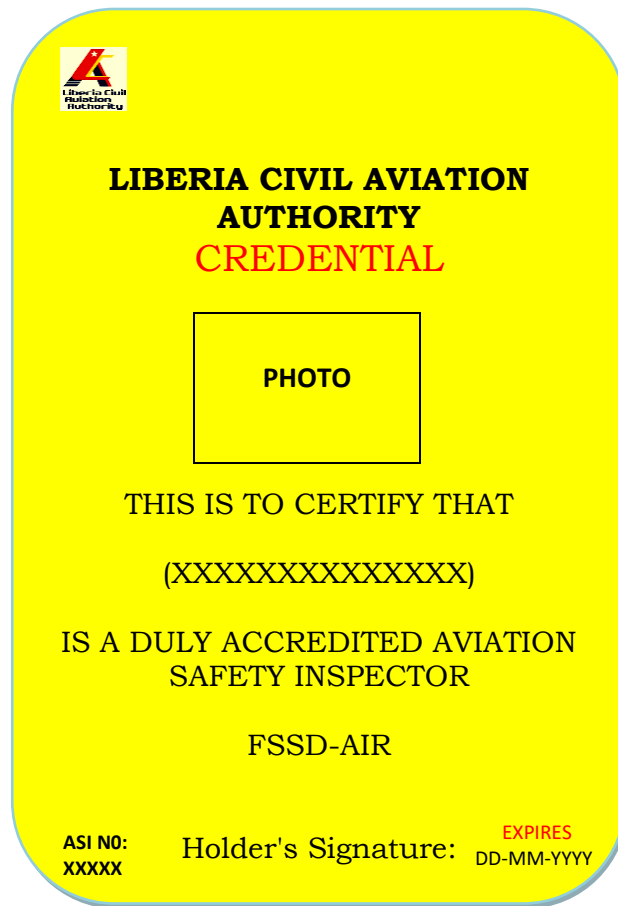 Liberia Civil
Aviation
Authority
LIBERIA CIVIL AVIATION
AUTHORITY
CREDENTIAL
PHOTO
THIS IS TO CERTIFY THAT
(XXXXXXXXXXXXXX)
IS A DULY ACCREDITED AVIATION
SAFETY INSPECTOR
FSSD-AIR
ASI N0:
XXXXX
Holder's Signature:
EXPIRES
DD-MM-YYYY